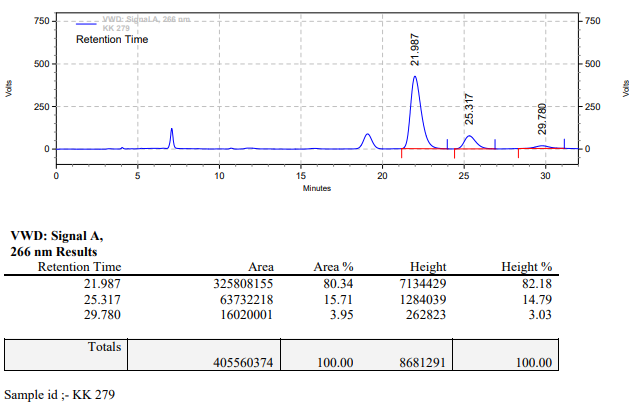 VWD: Signal A, 266 nm
KK 279
Retention Time
750
500
250
0
Volts
21.987
25.317
29.780
750
500
250
0
Volts
0 5 10 15 20 25 30
Minutes
VWD: Signal A,
266 nm Results
Retention Time Area Area % Height Height %
21.987 325808155 80.34 7134429 82.18
25.317 63732218 15.71 1284039 14.79
29.780 16020001 3.95 262823 3.03
Totals
405560374 100.00 8681291 100.00
Sample id ;- KK 279